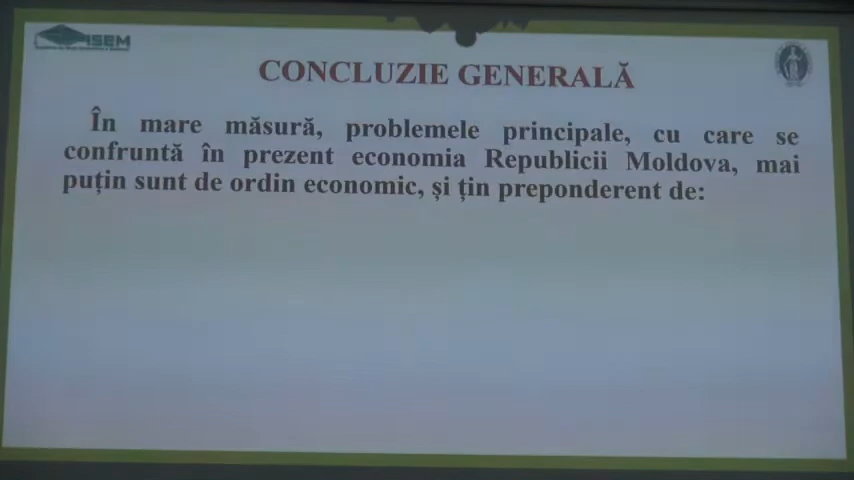 ISEM
CONCLUZIE GENERALĂ
În mare măsură, problemele principale, cu care se
confruntă în prezent economia Republicii Moldova, mai
puțin sunt de ordin economic, și țin preponderent de: